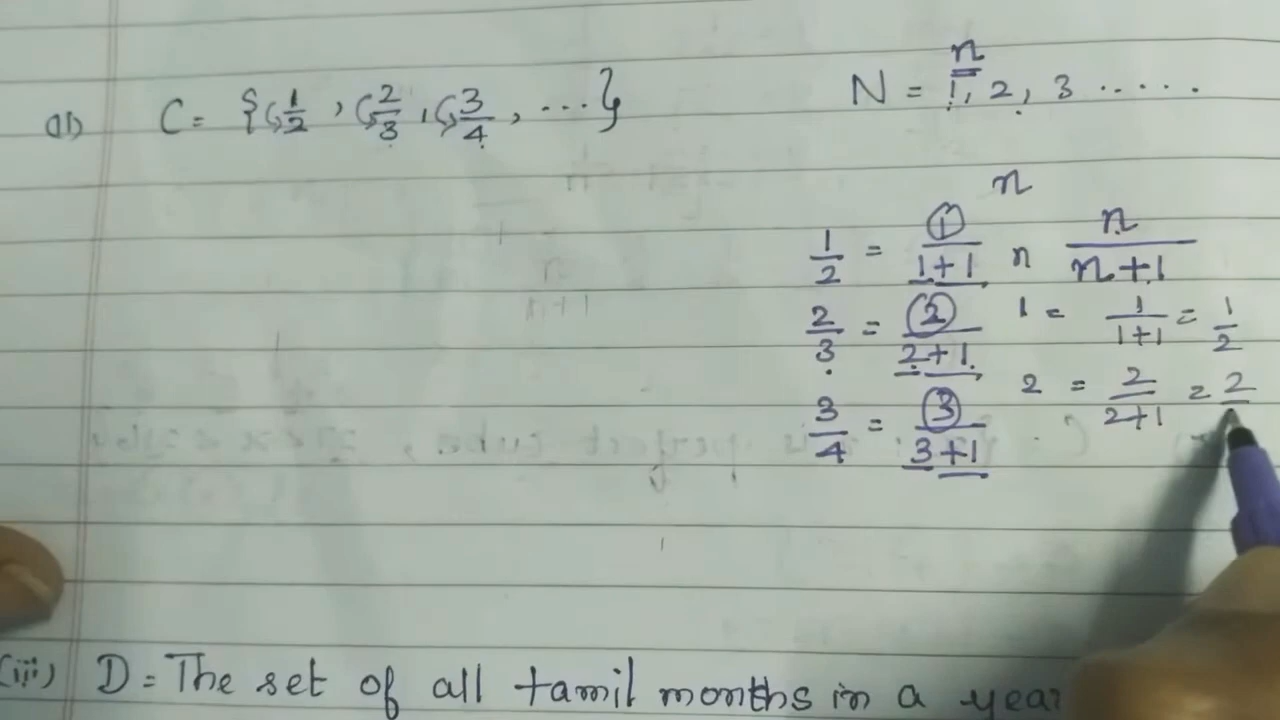 n
(ii) C = { 1/2 , 2/3 , 3/4 , ... } N = 1, 2, 3 .....
n
1/2 = 1/(1+1) n n/(n+1)
2/3 = 2/(2+1) 1 = 1/(1+1) = 1/2
3/4 = 3/(3+1) 2 = 2/(2+1) = 2
(iii) D = The set of all tamil months in a year